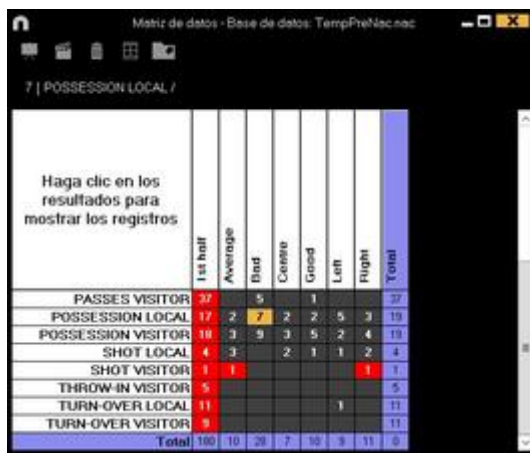 Matriz de datos - Base de datos: TempPreNac.nac
7 | POSSESSION LOCAL /
Haga clic en los
resultados para
mostrar los registros
1st half
Average
Bad
Centre
Good
Left
Right
Total
PASSES VISITOR 37 5 1 37
POSSESSION LOCAL 17 2 7 2 2 5 3 19
POSSESSION VISITOR 18 3 9 3 5 2 4 19
SHOT LOCAL 4 3 2 1 1 2 4
SHOT VISITOR 1 1 1 1
THROW-IN VISITOR 5 5
TURN-OVER LOCAL 11 1 11
TURN-OVER VISITOR 9 11
Total 100 10 28 7 10 9 11 0